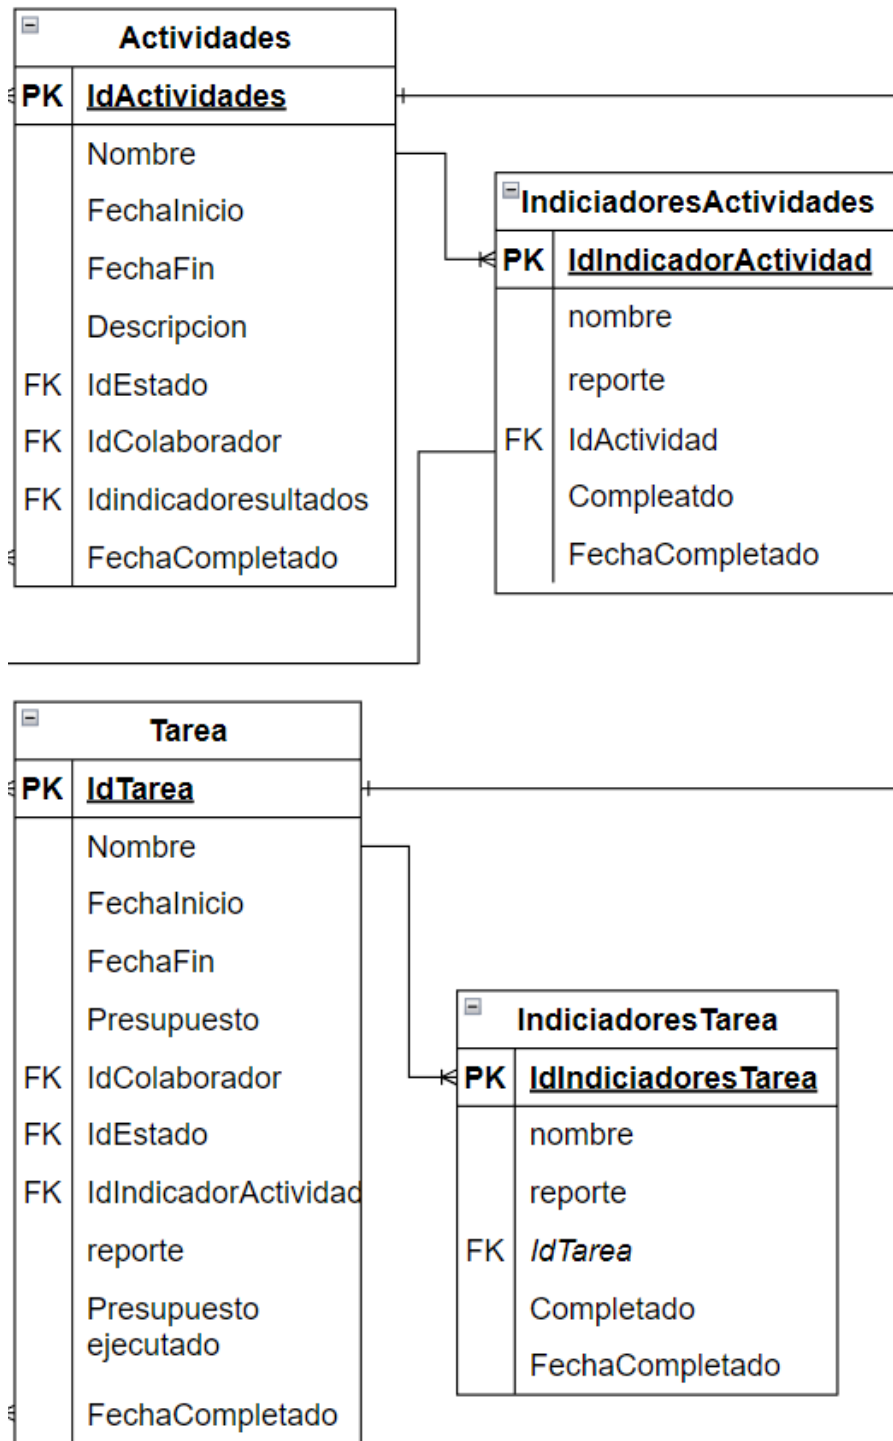 Actividades
PK IdActividades
Nombre
FechaInicio
FechaFin
Descripcion
FK IdEstado
FK IdColaborador
FK Idindicadoresultados
FechaCompletado
IndiciadoresActividades
PK IdIndicadorActividad
nombre
reporte
FK IdActividad
Compleatdo
FechaCompletado
Tarea
PK IdTarea
Nombre
FechaInicio
FechaFin
Presupuesto
FK IdColaborador
FK IdEstado
FK IdIndicadorActividad
reporte
Presupuesto
ejecutado
FechaCompletado
IndiciadoresTarea
PK IdIndiciadoresTarea
nombre
reporte
FK IdTarea
Completado
FechaCompletado